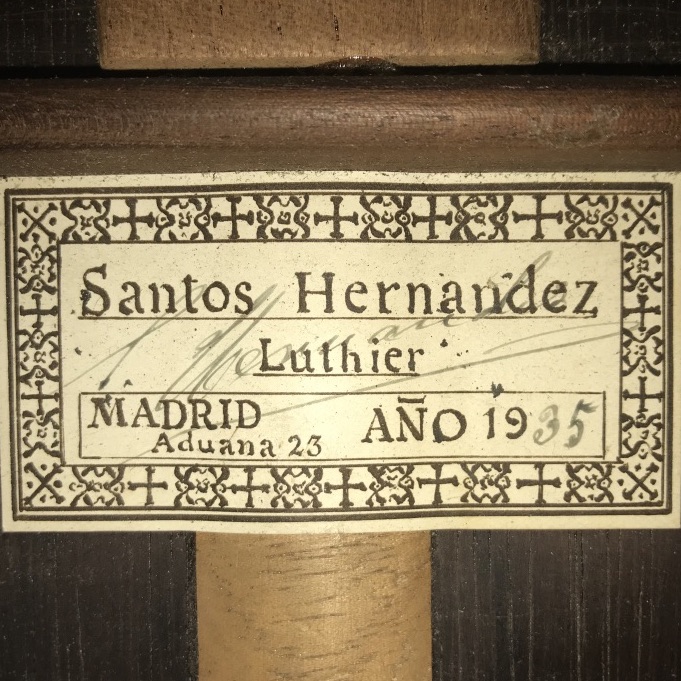 Santos Hernandez
Luthier
MADRID AÑO 1935
Aduana 23